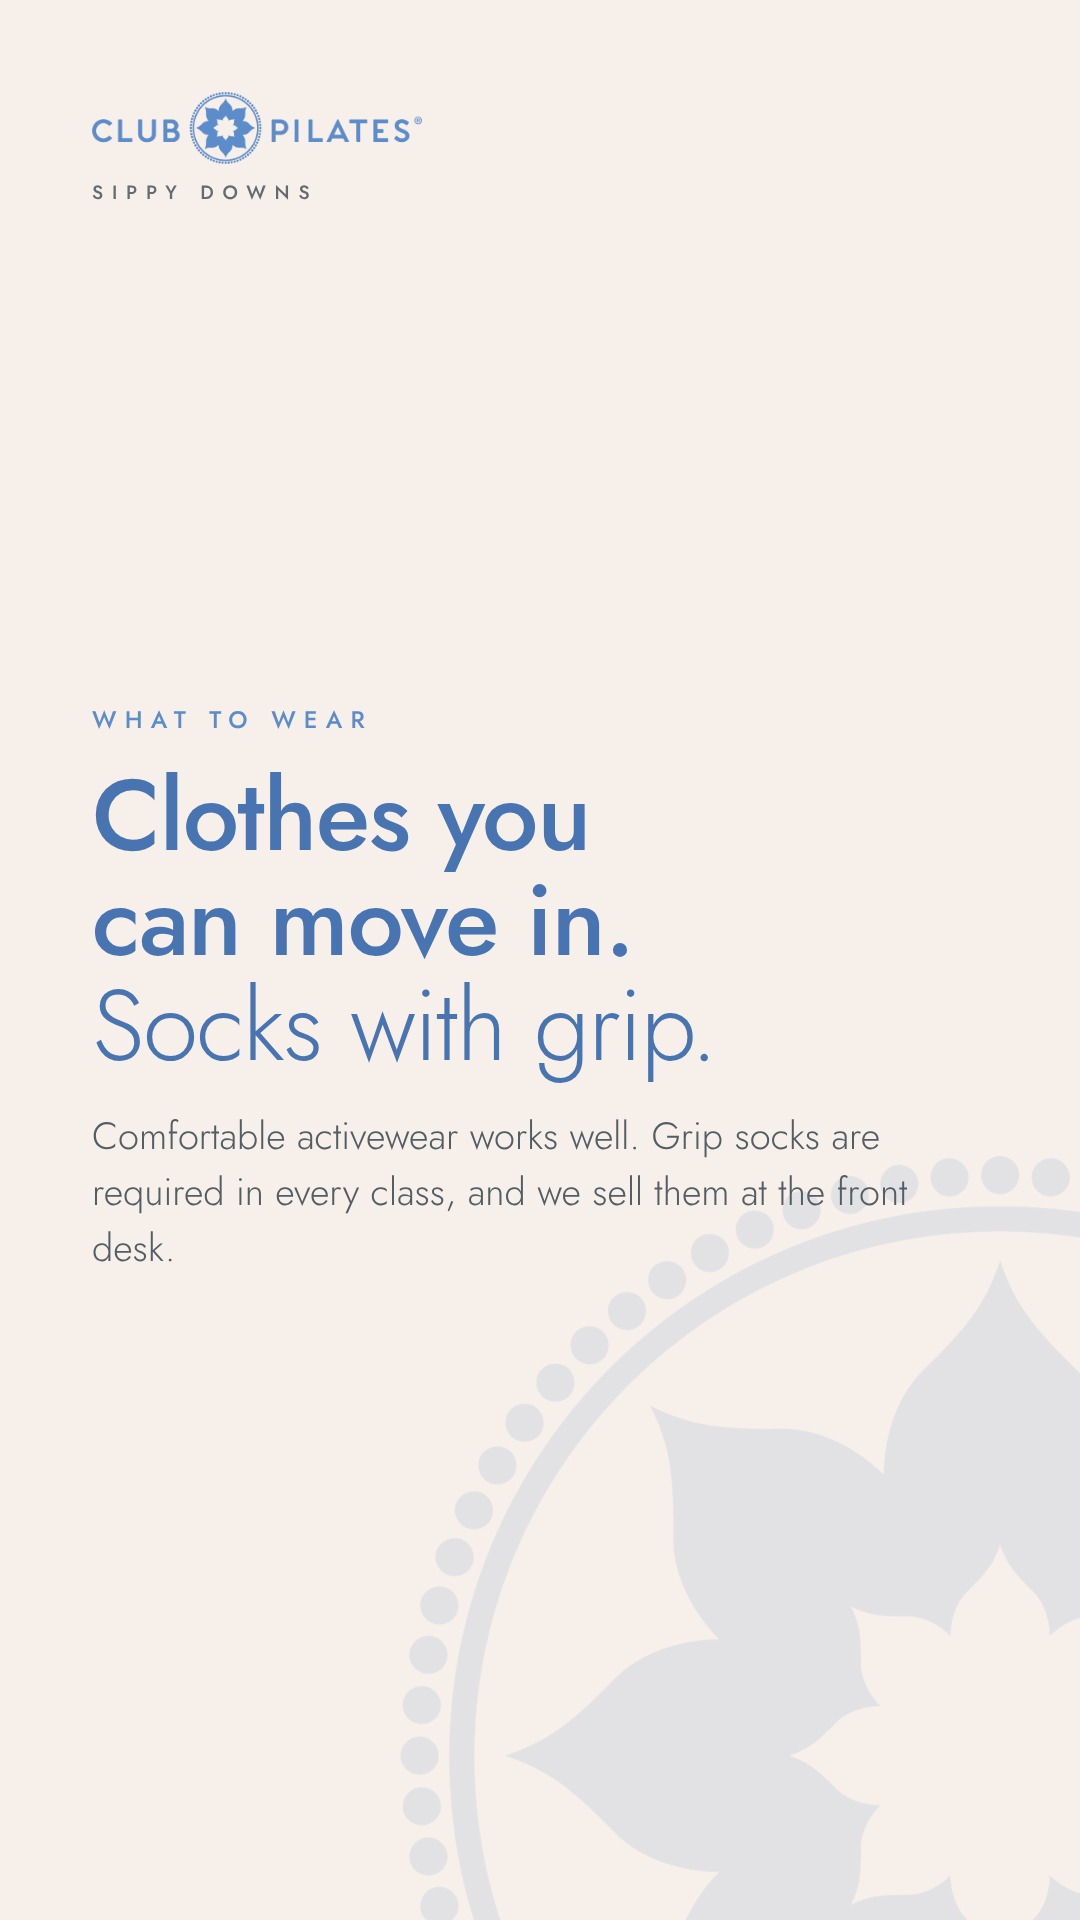 CLUB PILATES®
SIPPY DOWNS
WHAT TO WEAR
Clothes you
can move in.
Socks with grip.
Comfortable activewear works well. Grip socks are
required in every class, and we sell them at the front
desk.